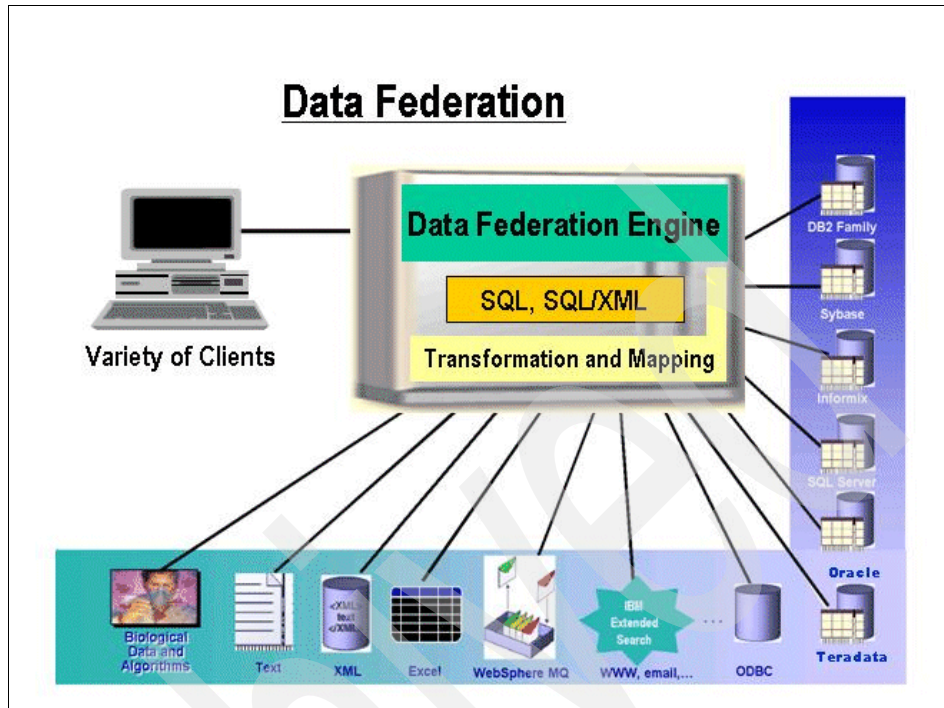 Data Federation
Data Federation Engine
SQL, SQL/XML
Transformation and Mapping
Variety of Clients
DB2 Family
Sybase
Informix
SQL Server
Oracle
Teradata
Biological
Data and
Algorithms
Text
<XML>
text
</XML
XML
Excel
WebSphere MQ
IBM
Extended
Search
WWW, email,...
...
ODBC